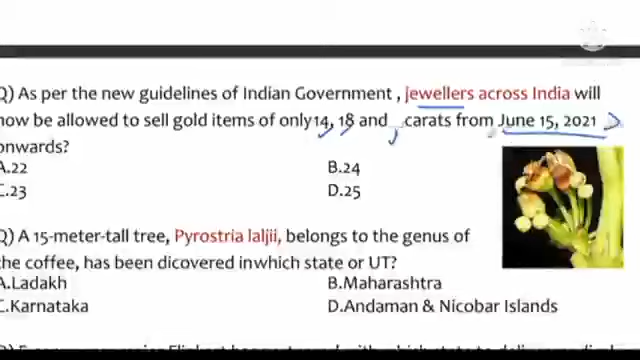 Q) As per the new guidelines of Indian Government , jewellers across India will
now be allowed to sell gold items of only 14, 18 and , carats from June 15, 2021
onwards?
A.22 B.24
C.23 D.25
Q) A 15-meter-tall tree, Pyrostria laljii, belongs to the genus of
the coffee, has been dicovered inwhich state or UT?
A.Ladakh B.Maharashtra
C.Karnataka D.Andaman & Nicobar Islands